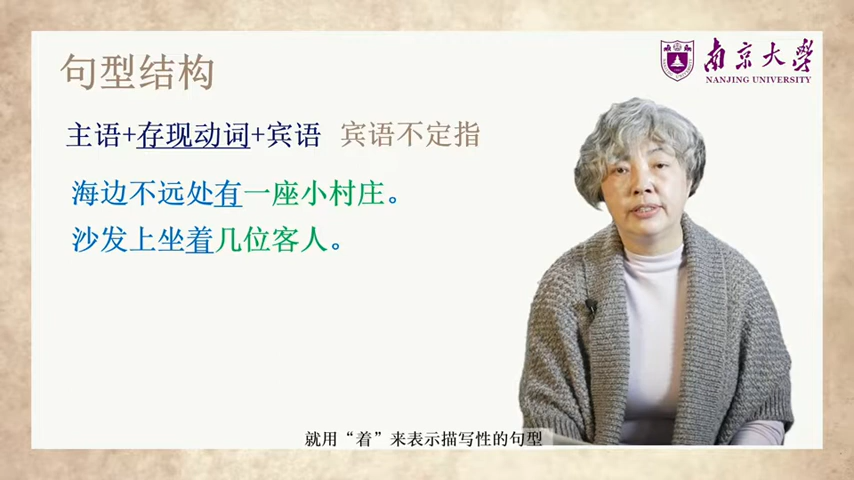 句型结构
南京大学
NANJING UNIVERSITY
主语+存现动词+宾语 宾语不定指
海边不远处有一座小村庄。
沙发上坐着几位客人。
就用“着”来表示描写性的句型